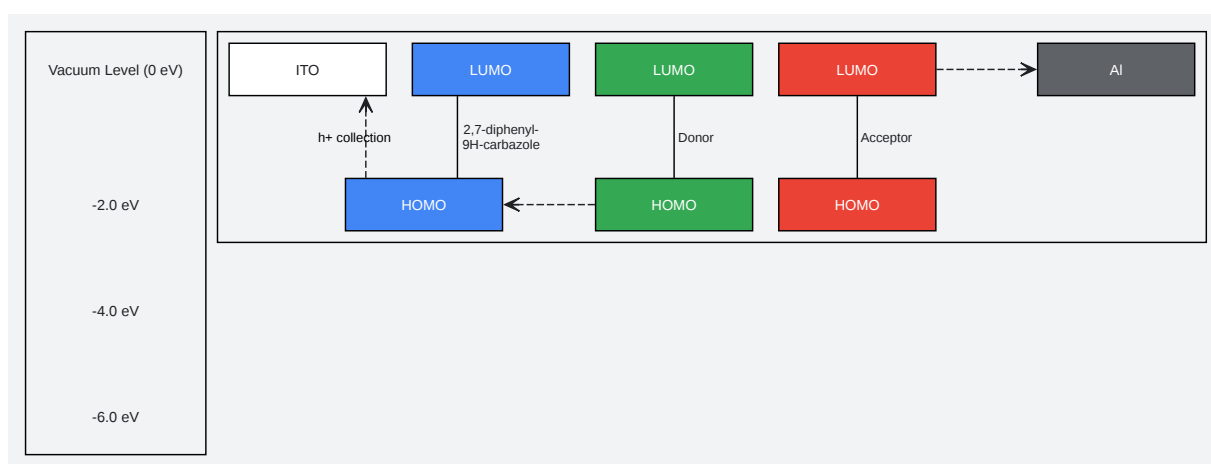 Vacuum Level (0 eV)
ITO
LUMO
LUMO
LUMO
Al
h+ collection
2,7-diphenyl-
9H-carbazole
Donor
Acceptor
-2.0 eV
HOMO
HOMO
HOMO
-4.0 eV
-6.0 eV